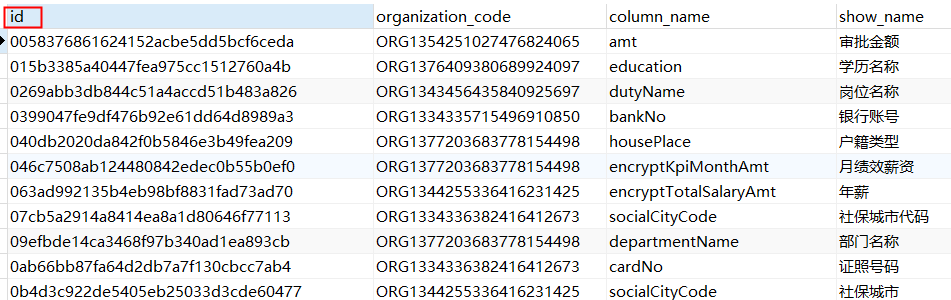 id organization_code column_name show_name
0058376861624152acbe5dd5bcf6ceda ORG1354251027476824065 amt 审批金额
015b3385a40447fea975cc1512760a4b ORG1376409380689924097 education 学历名称
0269abb3db844c51a4accd51b483a826 ORG1343456435840925697 dutyName 岗位名称
0399047fe9df476b92e61dd64d8989a3 ORG1334335715496910850 bankNo 银行账号
040db2020da842f0b5846e3b49fea209 ORG1377203683778154498 housePlace 户籍类型
046c7508ab124480842edec0b55b0ef0 ORG1377203683778154498 encryptKpiMonthAmt 月绩效薪资
063ad992135b4eb98bf8831fad73ad70 ORG1344255336416231425 encryptTotalSalaryAmt 年薪
07cb5a2914a8414ea8a1d80646f77113 ORG1334336382416412673 socialCityCode 社保城市代码
09efbde14ca3468f97b340ad1ea893cb ORG1377203683778154498 departmentName 部门名称
0ab66bb87fa64d2db7a7f130cbcc7ab4 ORG1334336382416412673 cardNo 证照号码
0b4d3c922de5405eb25033d3cde60477 ORG1344255336416231425 socialCityCode 社保城市